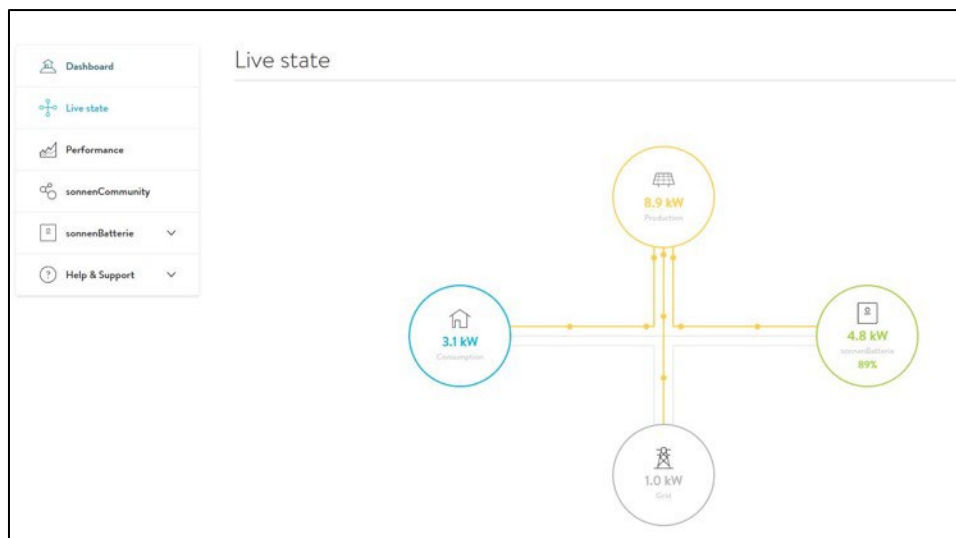 Dashboard
Live state
Performance
sonnenCommunity
sonnenBatterie
Help & Support
Live state
8.9 kW
Production
3.1 kW
Consumption
4.8 kW
sonnenBatterie
89%
1.0 kW
Grid